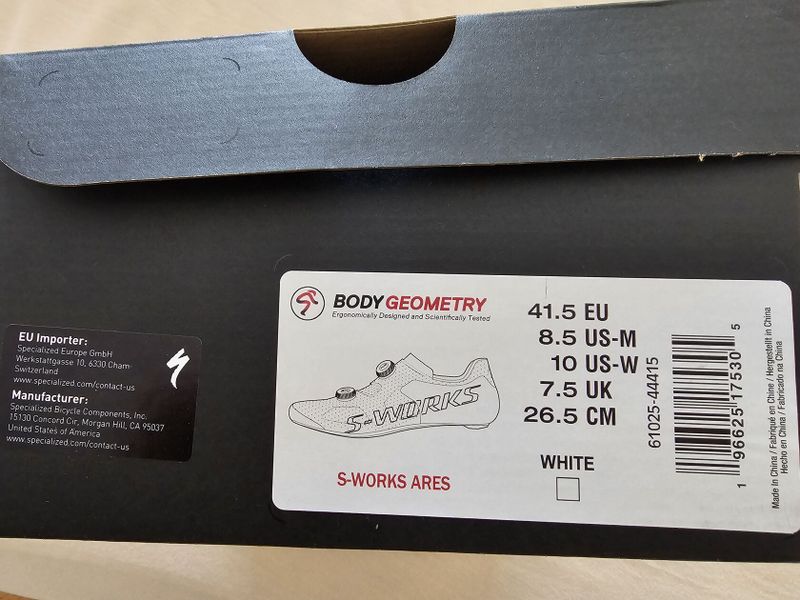 EU Importer:
Specialized Europe GmbH
Werkstattgasse 10, 6330 Cham
Switzerland
www.specialized.com/contact-us
Manufacturer:
Specialized Bicycle Components, Inc.
15130 Concord Cir, Morgan Hill, CA 95037
United States of America
www.specialized.com/contact-us
BODY GEOMETRY
Ergonomically Designed and Scientifically Tested
S-WORKS
S-WORKS ARES
41.5 EU
8.5 US-M
10 US-W
7.5 UK
26.5 CM
WHITE
61025-44415
1 96625 17530 5
Made In China / Fabriqué en Chine / Hergestellt in China
Hecho en China / Fabricado na China